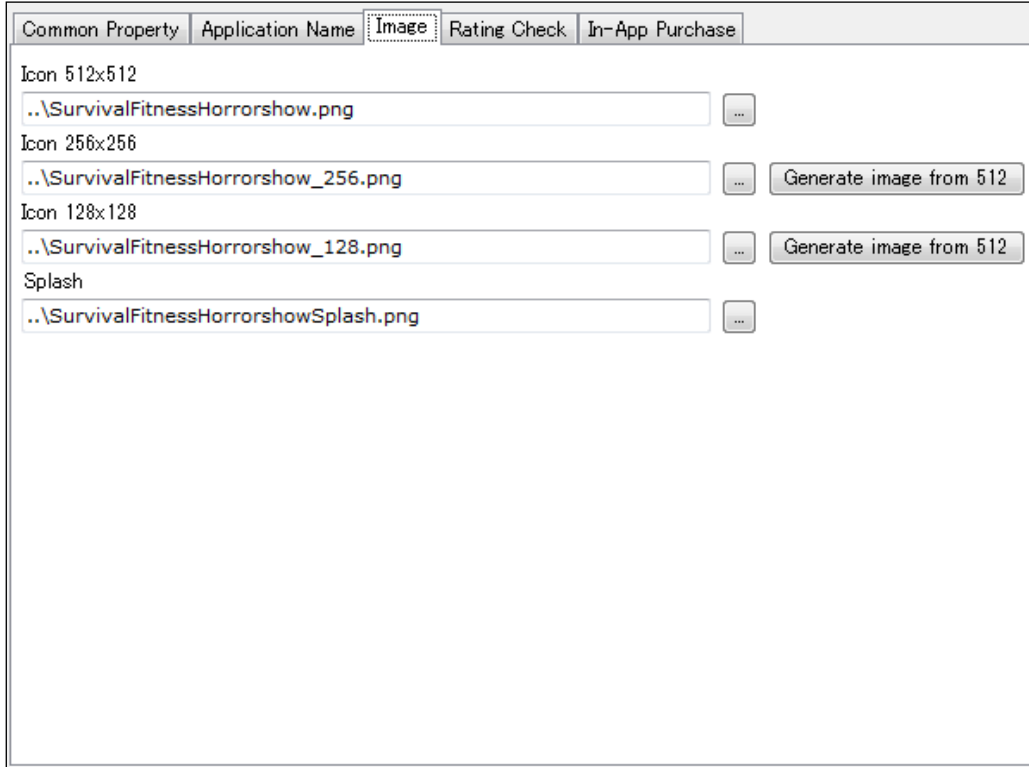 Common Property Application Name Image Rating Check In-App Purchase
Icon 512x512
..\SurvivalFitnessHorrorshow.png ...
Icon 256x256
..\SurvivalFitnessHorrorshow_256.png ... Generate image from 512
Icon 128x128
..\SurvivalFitnessHorrorshow_128.png ... Generate image from 512
Splash
..\SurvivalFitnessHorrorshowSplash.png ...